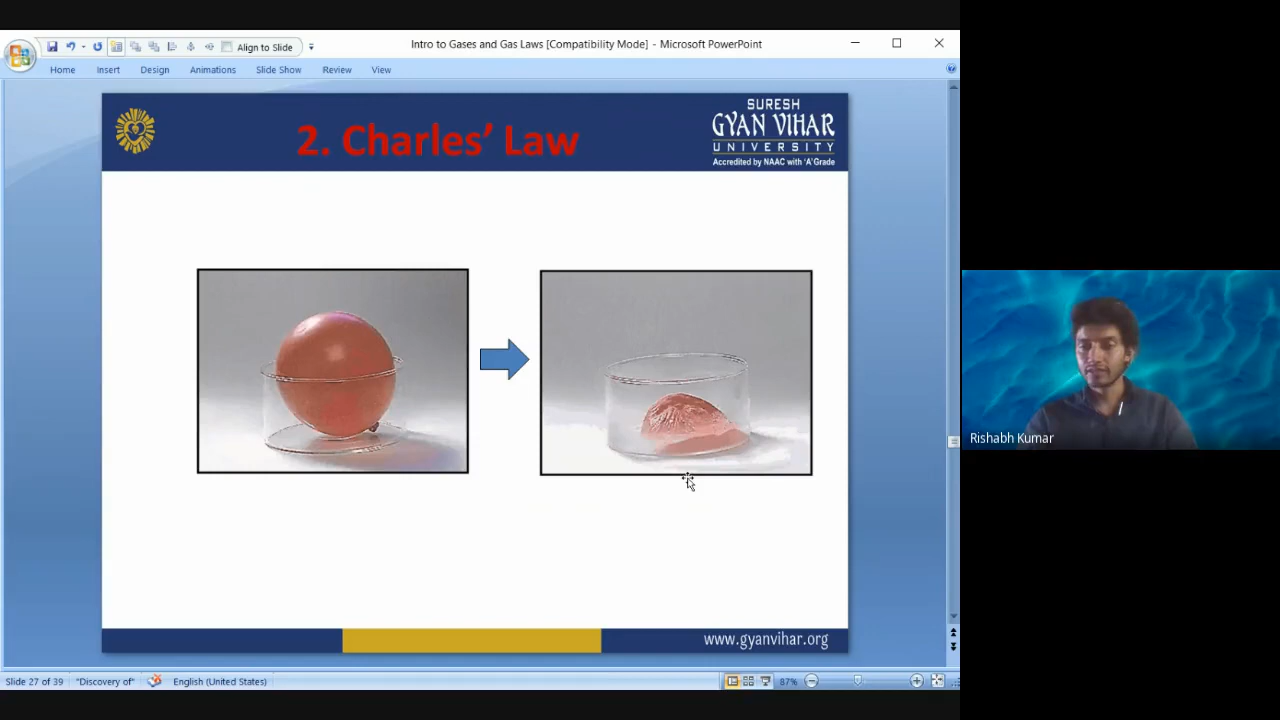 Align to Slide
Intro to Gases and Gas Laws [Compatibility Mode] - Microsoft PowerPoint
Home Insert Design Animations Slide Show Review View
2. Charles’ Law
SURESH
GYAN VIHAR
UNIVERSITY
Accredited by NAAC with ‘A’ Grade
Rishabh Kumar
www.gyanvihar.org
Slide 27 of 39 "Discovery of" English (United States) 87%